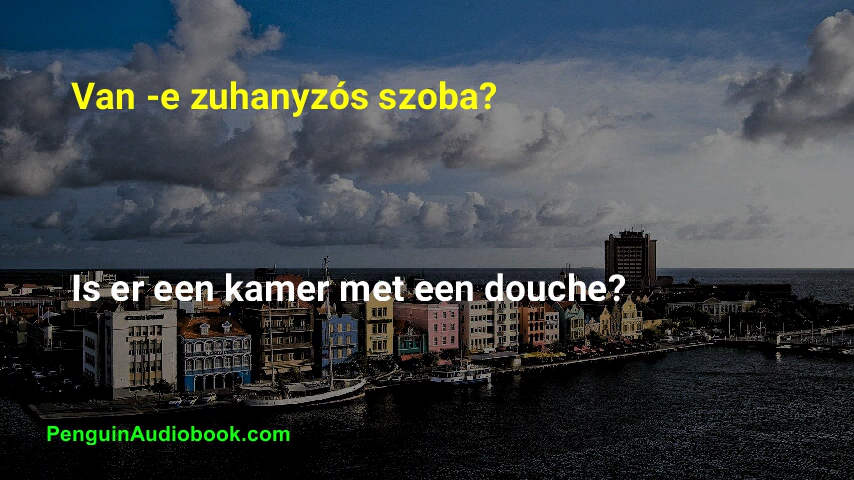 Van -e zuhanyzós szoba?
Is er een kamer met een douche?
PenguinAudiobook.com